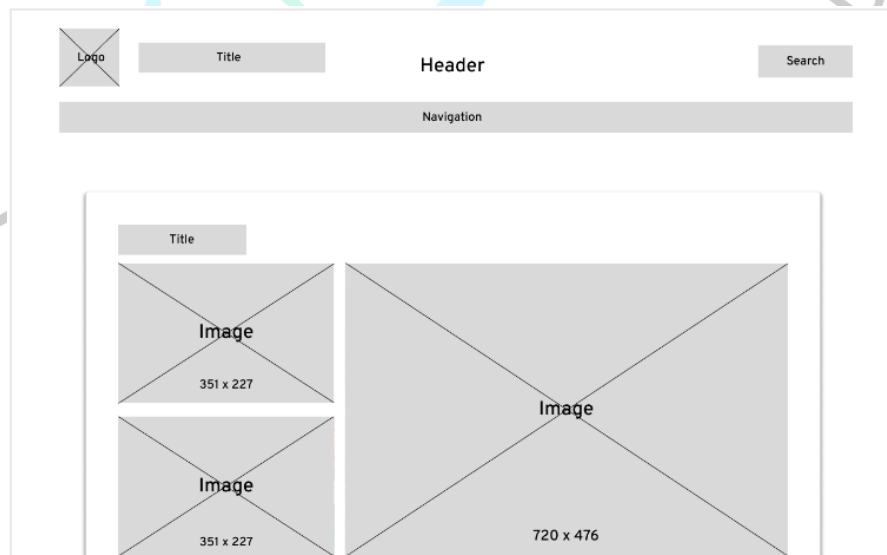 Logo
Title
Header
Search
Navigation
Title
Image
351 x 227
Image
351 x 227
Image
720 x 476